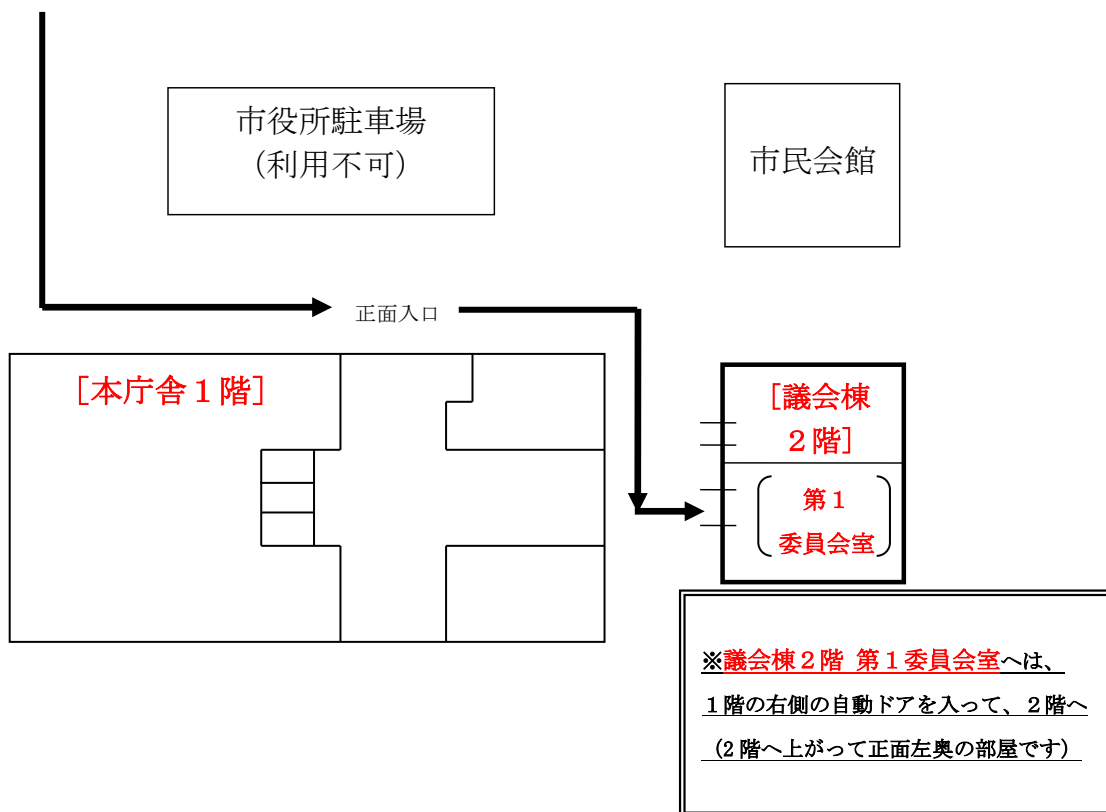 市役所駐車場
（利用不可）
市民会館
正面入口
［本庁舎１階］
［議会棟
２階］
第１
委員会室
※議会棟２階 第１委員会室へは、
１階の右側の自動ドアを入って、２階へ
（2階へ上がって正面左奥の部屋です）